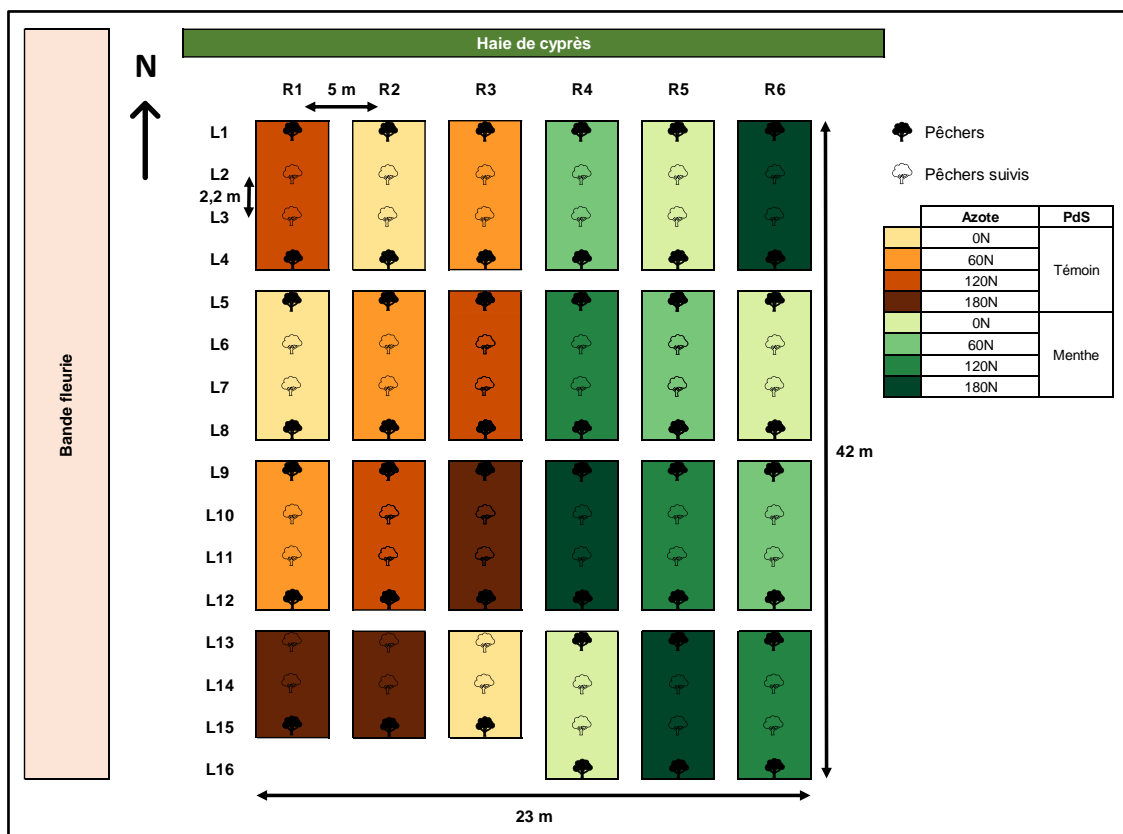 Haie de cyprès
N
5 m
R1 R2 R3 R4 R5 R6
L1
L2
2,2 m
L3
L4
L5
L6
L7
L8
L9
L10
L11
L12
L13
L14
L15
L16
Bande fleurie
42 m
23 m
Pêchers
Pêchers suivis
Azote PdS
0N
60N
120N
180N
Témoin
0N
60N
120N
180N
Menthe